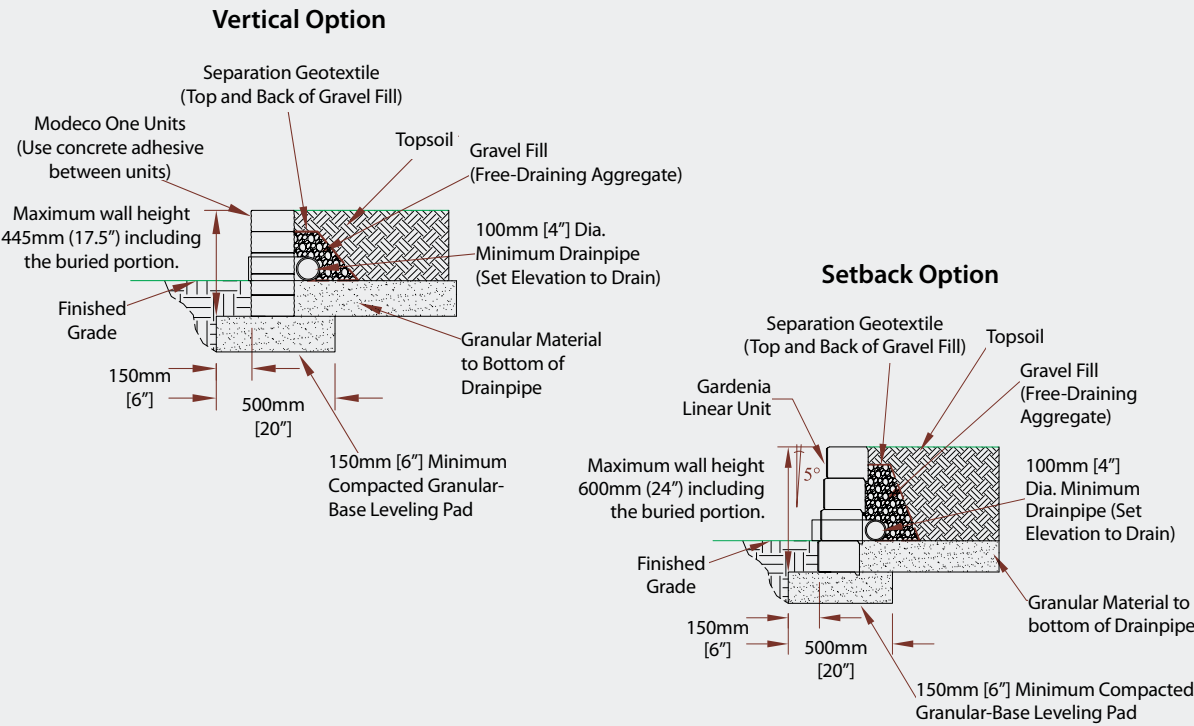 Vertical Option
Separation Geotextile
(Top and Back of Gravel Fill)
Modeco One Units
(Use concrete adhesive
between units)
Topsoil
Gravel Fill
(Free-Draining Aggregate)
Maximum wall height
445mm (17.5”) including
the buried portion.
100mm [4”] Dia.
Minimum Drainpipe
(Set Elevation to Drain)
Finished
Grade
Granular Material
to Bottom of
Drainpipe
150mm
[6”]
500mm
[20”]
150mm [6”] Minimum
Compacted Granular-
Base Leveling Pad
Setback Option
Separation Geotextile
(Top and Back of Gravel Fill)
Topsoil
Gravel Fill
(Free-Draining
Aggregate)
Gardenia
Linear Unit
Maximum wall height
600mm (24”) including
the buried portion.
5°
100mm [4”]
Dia. Minimum
Drainpipe (Set
Elevation to Drain)
Finished
Grade
Granular Material to
bottom of Drainpipe
150mm
[6”]
500mm
[20”]
150mm [6”] Minimum Compacted
Granular-Base Leveling Pad